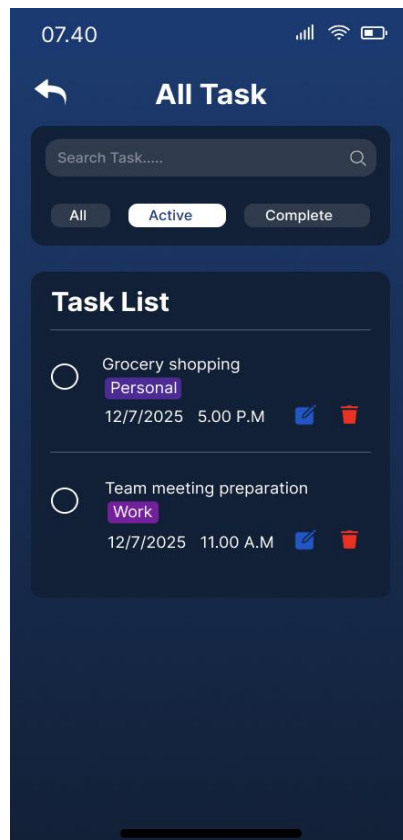 07.40
All Task
Search Task.....
All Active Complete
Task List
Grocery shopping
Personal
12/7/2025 5.00 P.M
Team meeting preparation
Work
12/7/2025 11.00 A.M